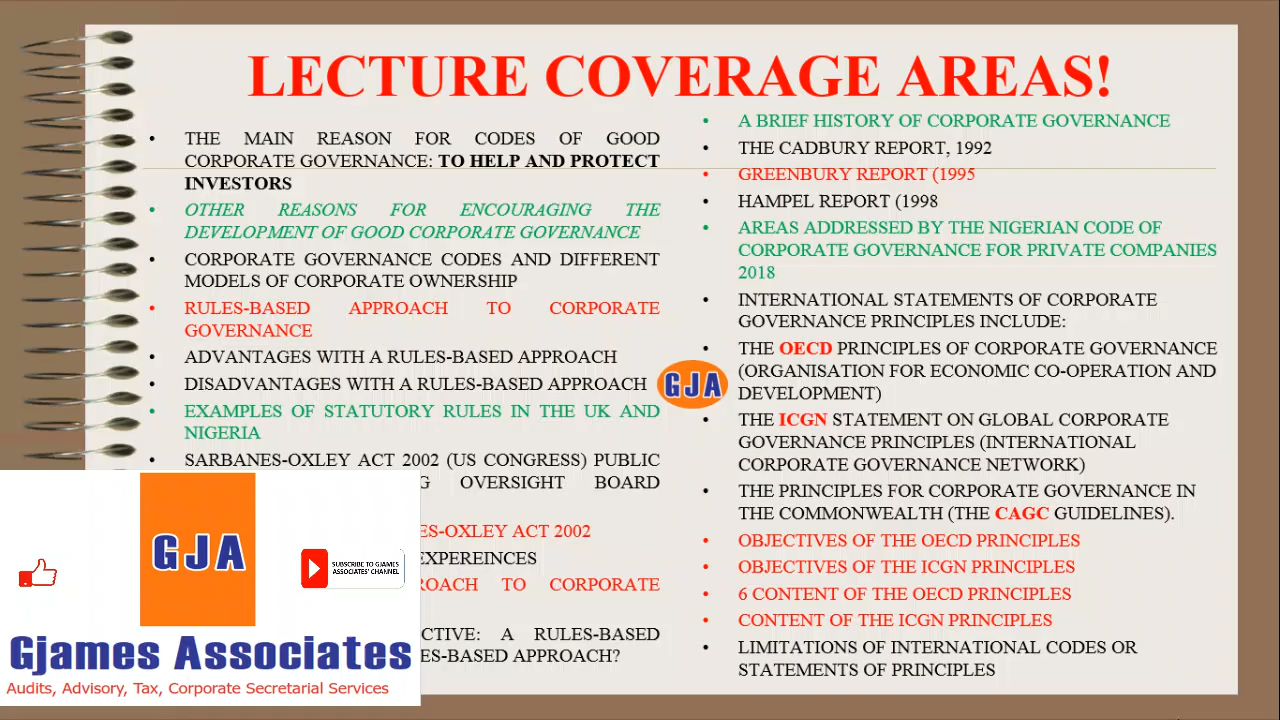 LECTURE COVERAGE AREAS!
• THE MAIN REASON FOR CODES OF GOOD
CORPORATE GOVERNANCE: TO HELP AND PROTECT
INVESTORS
• OTHER REASONS FOR ENCOURAGING THE
DEVELOPMENT OF GOOD CORPORATE GOVERNANCE
• CORPORATE GOVERNANCE CODES AND DIFFERENT
MODELS OF CORPORATE OWNERSHIP
• RULES-BASED APPROACH TO CORPORATE
GOVERNANCE
• ADVANTAGES WITH A RULES-BASED APPROACH
• DISADVANTAGES WITH A RULES-BASED APPROACH
• EXAMPLES OF STATUTORY RULES IN THE UK AND
NIGERIA
• SARBANES-OXLEY ACT 2002 (US CONGRESS) PUBLIC
OVERSIGHT BOARD
ES-OXLEY ACT 2002
EXPEREINCES
ROACH TO CORPORATE
CTIVE: A RULES-BASED
ES-BASED APPROACH?
• A BRIEF HISTORY OF CORPORATE GOVERNANCE
• THE CADBURY REPORT, 1992
• GREENBURY REPORT (1995
• HAMPEL REPORT (1998
• AREAS ADDRESSED BY THE NIGERIAN CODE OF
CORPORATE GOVERNANCE FOR PRIVATE COMPANIES
2018
• INTERNATIONAL STATEMENTS OF CORPORATE
GOVERNANCE PRINCIPLES INCLUDE:
• THE OECD PRINCIPLES OF CORPORATE GOVERNANCE
(ORGANISATION FOR ECONOMIC CO-OPERATION AND
DEVELOPMENT)
• THE ICGN STATEMENT ON GLOBAL CORPORATE
GOVERNANCE PRINCIPLES (INTERNATIONAL
CORPORATE GOVERNANCE NETWORK)
• THE PRINCIPLES FOR CORPORATE GOVERNANCE IN
THE COMMONWEALTH (THE CAGC GUIDELINES).
• OBJECTIVES OF THE OECD PRINCIPLES
• OBJECTIVES OF THE ICGN PRINCIPLES
• 6 CONTENT OF THE OECD PRINCIPLES
• CONTENT OF THE ICGN PRINCIPLES
• LIMITATIONS OF INTERNATIONAL CODES OR
STATEMENTS OF PRINCIPLES
GJA
GJA
SUBSCRIBE TO GJAMES
ASSOCIATES' CHANNEL
Gjames Associates
Audits, Advisory, Tax, Corporate Secretarial Services